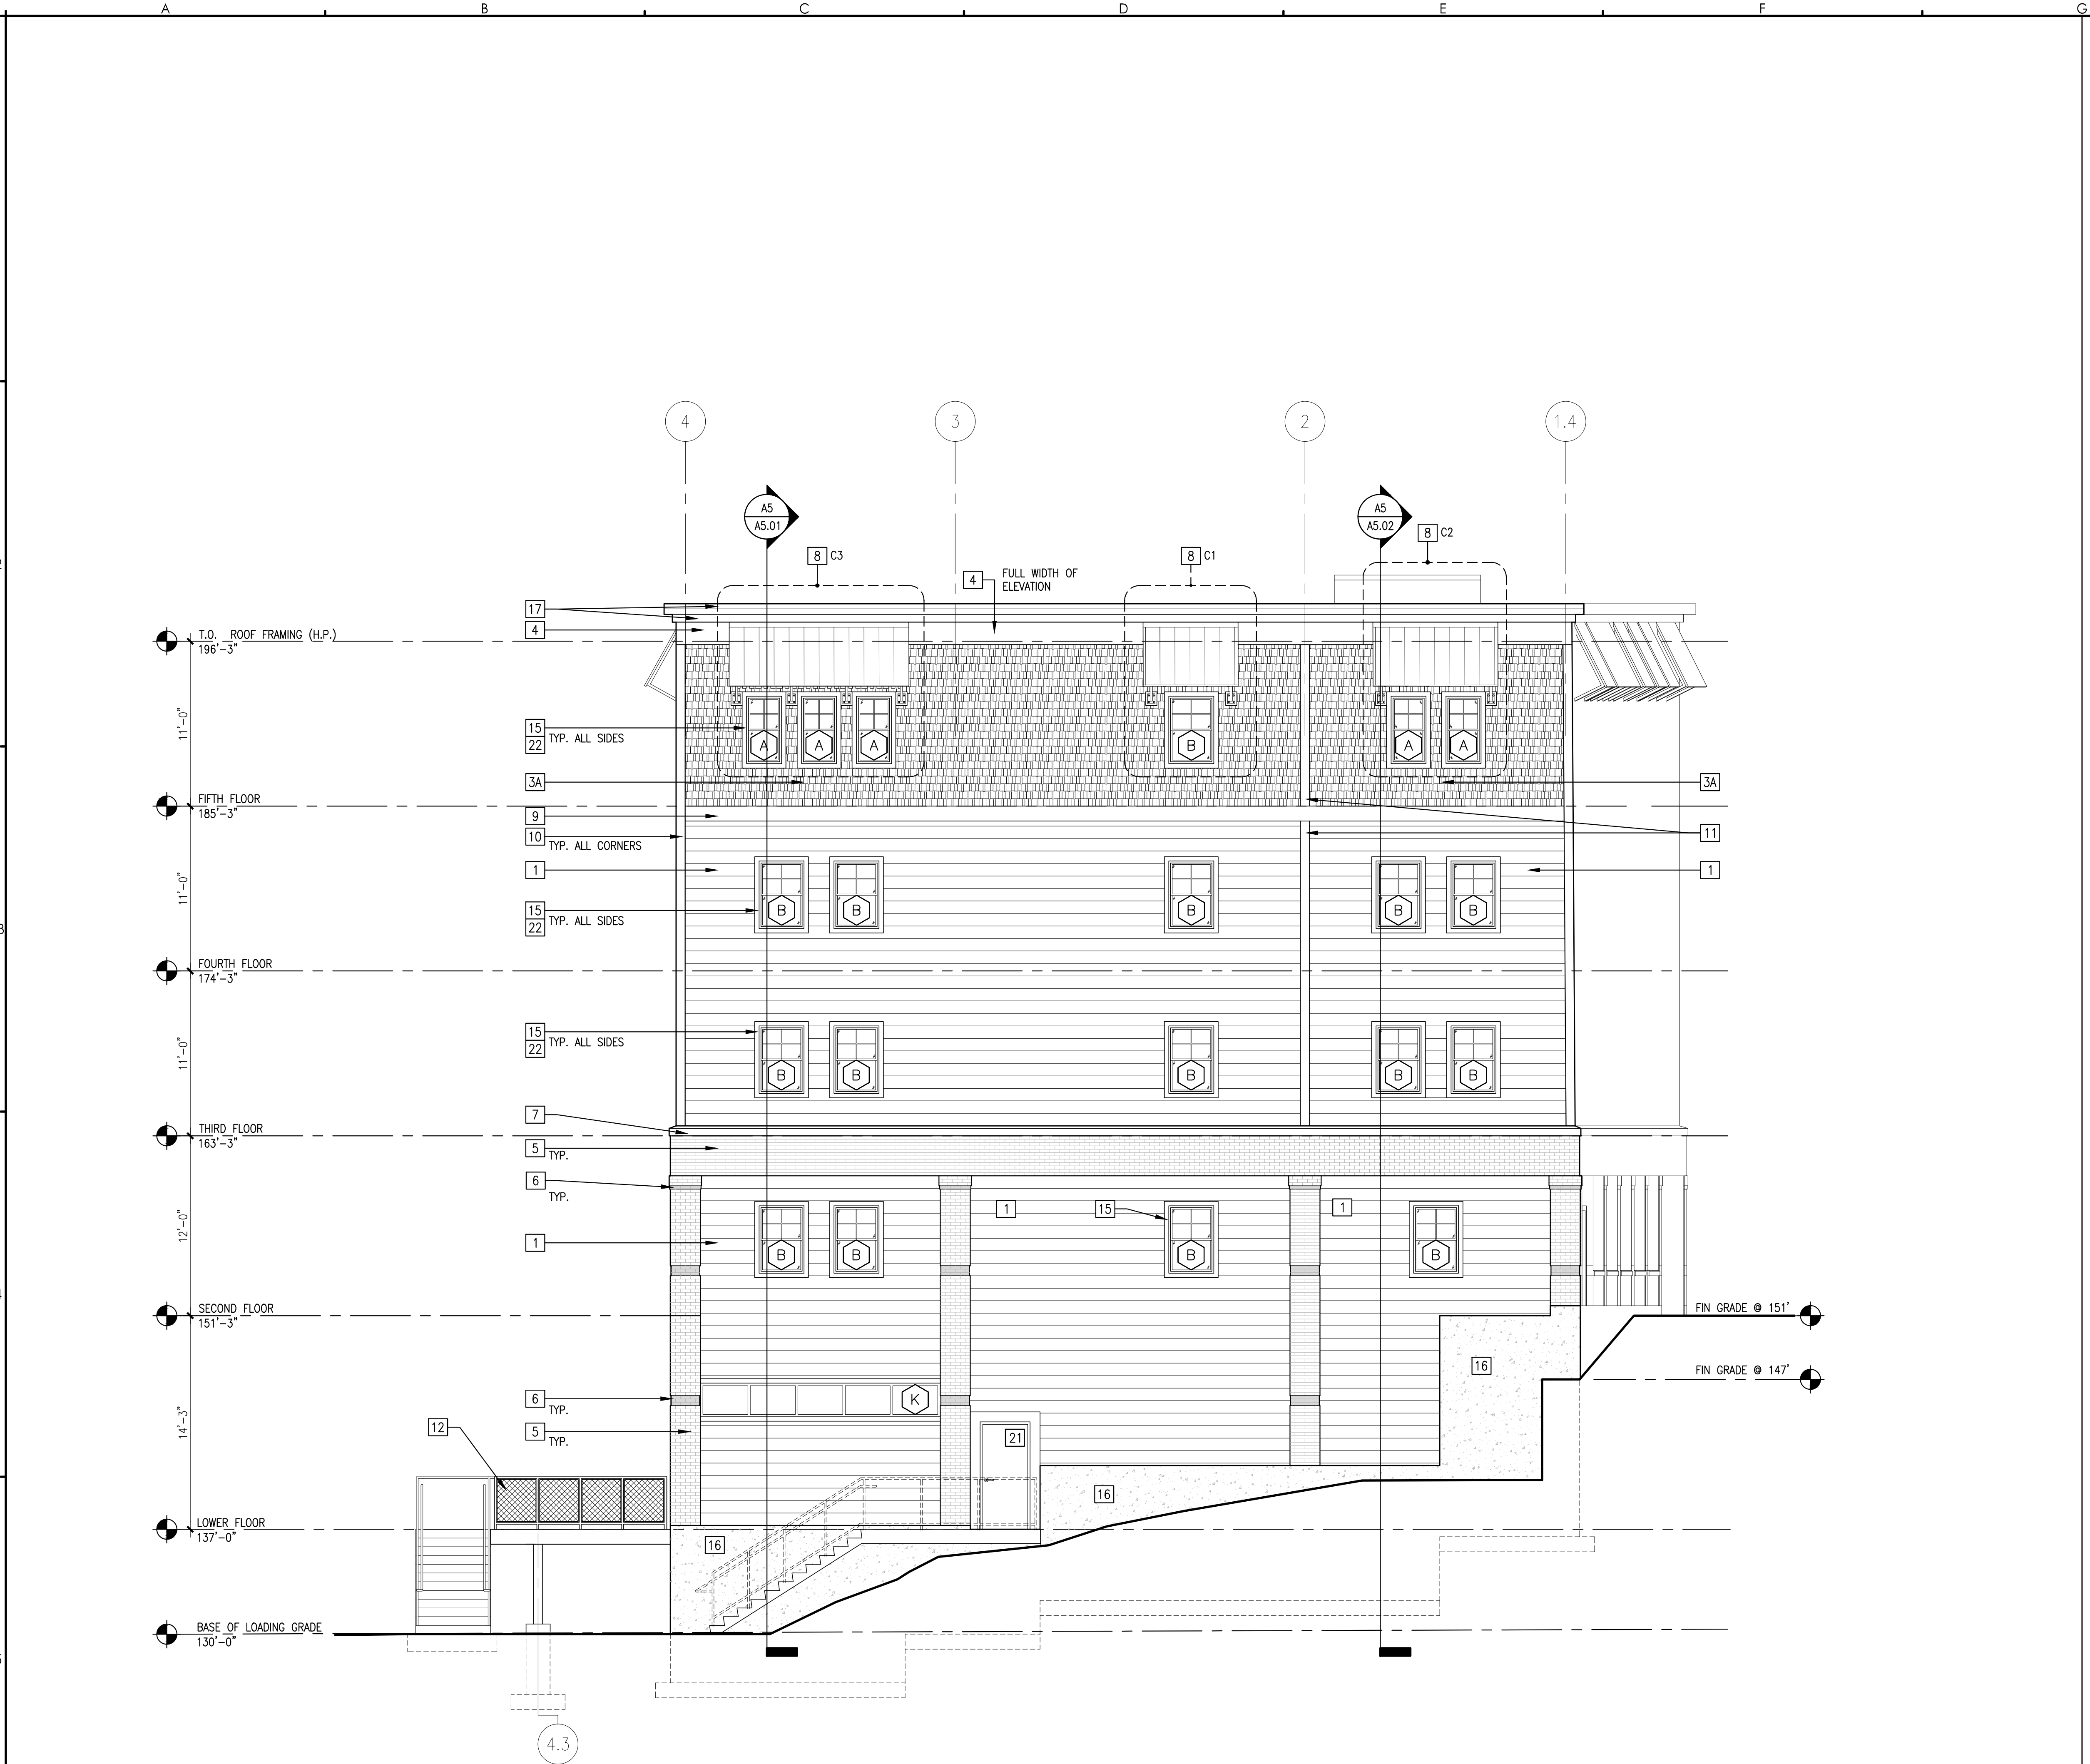 A B C D E F G
4 3 2 1.4
A5
A5.01
A5
A5.02
8 C2
8 C3
8 C1
4 FULL WIDTH OF
ELEVATION
17
4
T.O. ROOF FRAMING (H.P.)
196'-3"
11'-0"
15
22 TYP. ALL SIDES
A A A B A A
3A 3A
FIFTH FLOOR
185'-3"
9
10 TYP. ALL CORNERS
11
1 1
11'-0"
15
22 TYP. ALL SIDES
B B B B B
FOURTH FLOOR
174'-3"
15
22 TYP. ALL SIDES
11'-0"
B B B B B
7
THIRD FLOOR
163'-3"
5 TYP.
6
TYP.
1 15 1
12'-0"
1
B B B B
SECOND FLOOR
151'-3"
FIN GRADE @ 151'
16
FIN GRADE @ 147'
6
TYP.
K
14'-3"
12
5
TYP.
21
16
LOWER FLOOR
137'-0"
16
BASE OF LOADING GRADE
130'-0"
4.3